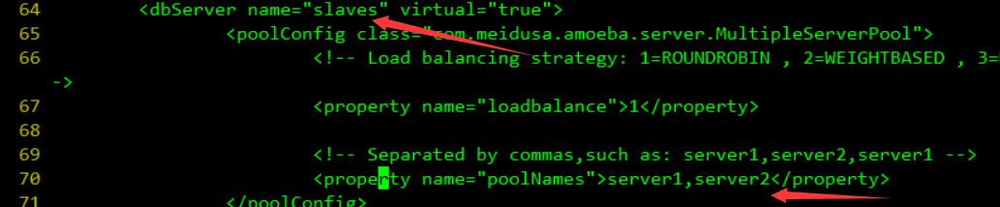 64 <dbServer name="slaves" virtual="true">
65 <poolConfig class="com.meidusa.amoeba.server.MultipleServerPool">
66 <!-- Load balancing strategy: 1=ROUNDROBIN , 2=WEIGHTBASED , 3=
->
67 <property name="loadbalance">1</property>
68
69 <!-- Separated by commas,such as: server1,server2,server1 -->
70 <property name="poolNames">server1,server2</property>
71 </poolConfig>